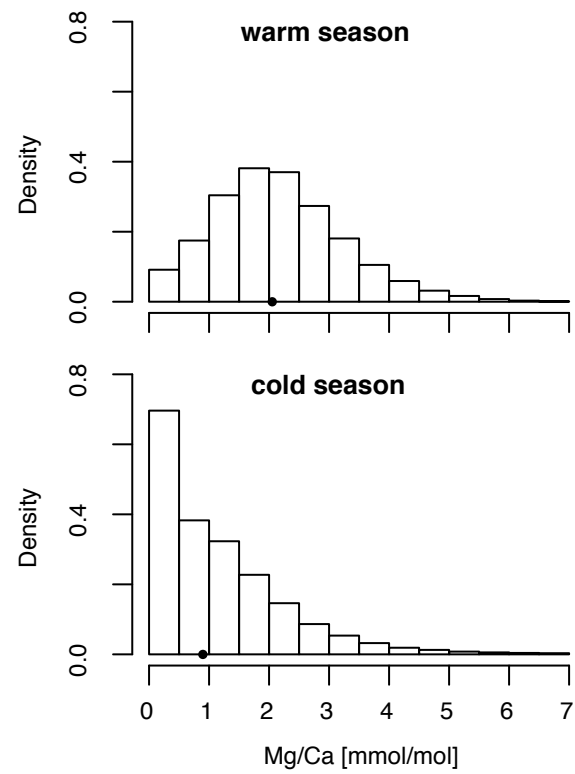 warm season
0.8
0.4
0.0
Density
cold season
0.8
0.4
0.0
Density
0 1 2 3 4 5 6 7
Mg/Ca [mmol/mol]